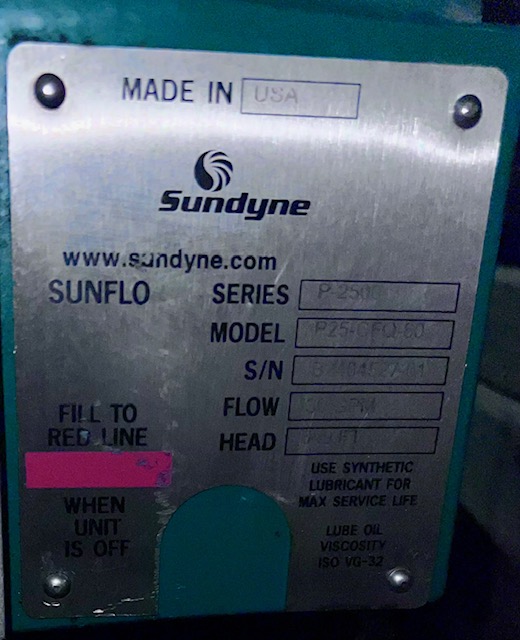 MADE IN USA
Sundyne
www.sundyne.com
SUNFLO
SERIES
MODEL
S/N
FLOW
HEAD
FILL TO
RED LINE
WHEN
UNIT
IS OFF
USE SYNTHETIC
LUBRICANT FOR
MAX SERVICE LIFE
LUBE OIL
VISCOSITY
ISO VG-32